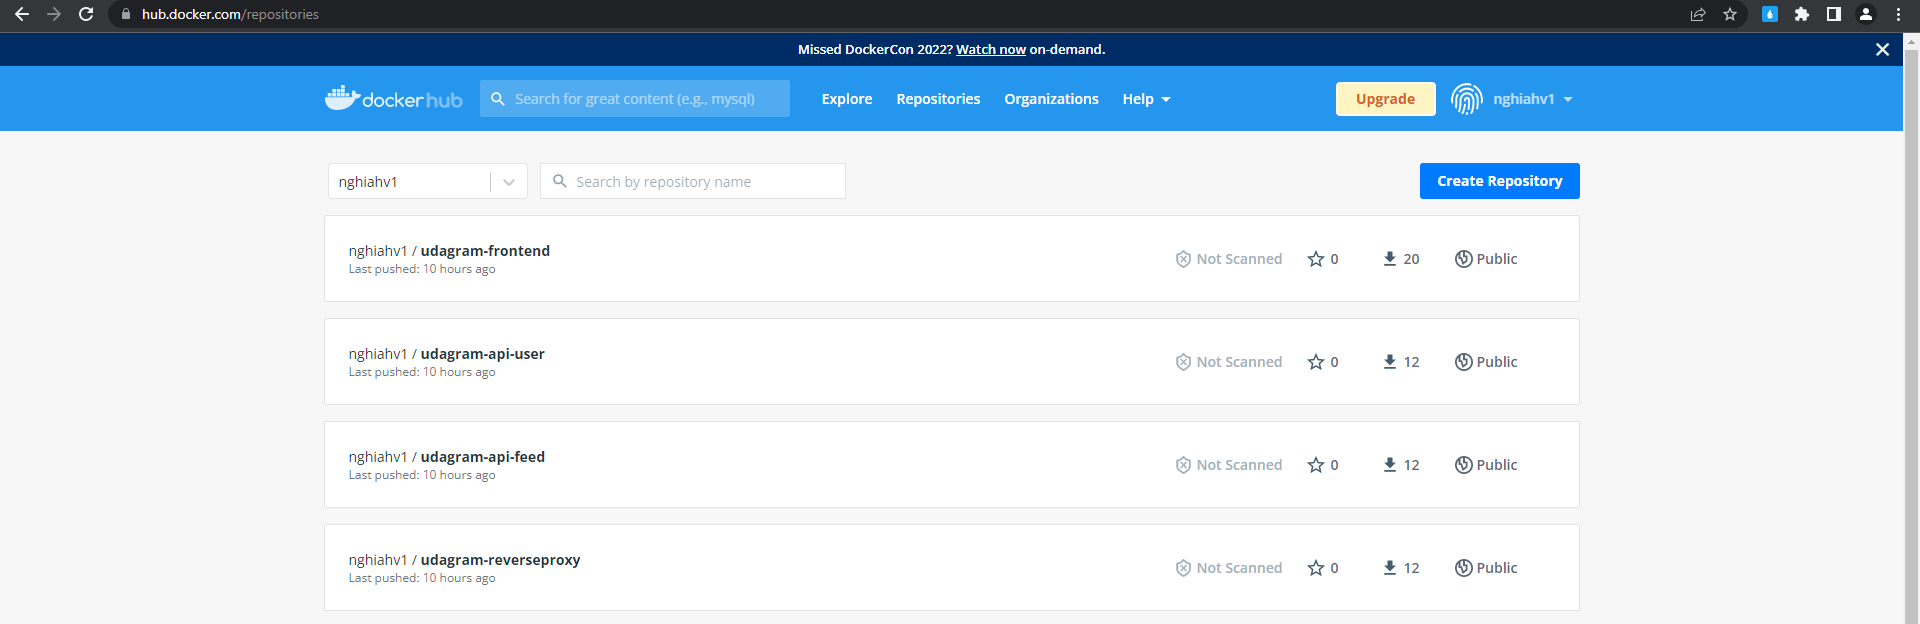 hub.docker.com/repositories
Missed DockerCon 2022? Watch now on-demand.
docker hub
Search for great content (e.g., mysql)
Explore
Repositories
Organizations
Help
Upgrade
nghiahv1
nghiahv1
Search by repository name
Create Repository
nghiahv1 / udagram-frontend
Last pushed: 10 hours ago
Not Scanned
0
20
Public
nghiahv1 / udagram-api-user
Last pushed: 10 hours ago
Not Scanned
0
12
Public
nghiahv1 / udagram-api-feed
Last pushed: 10 hours ago
Not Scanned
0
12
Public
nghiahv1 / udagram-reverseproxy
Last pushed: 10 hours ago
Not Scanned
0
12
Public